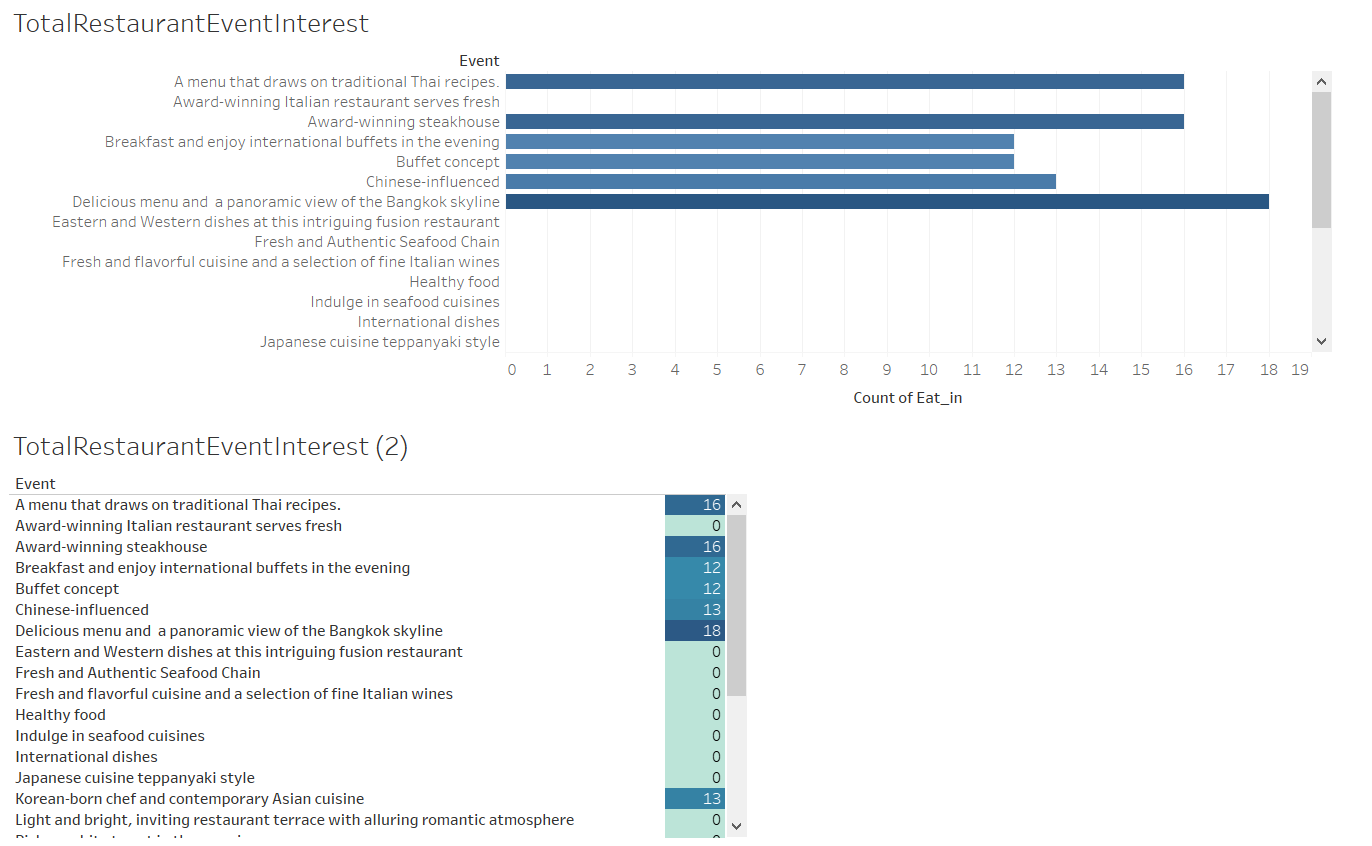 TotalRestaurantEventInterest
Event
A menu that draws on traditional Thai recipes.
Award-winning Italian restaurant serves fresh
Award-winning steakhouse
Breakfast and enjoy international buffets in the evening
Buffet concept
Chinese-influenced
Delicious menu and  a panoramic view of the Bangkok skyline
Eastern and Western dishes at this intriguing fusion restaurant
Fresh and Authentic Seafood Chain
Fresh and flavorful cuisine and a selection of fine Italian wines
Healthy food
Indulge in seafood cuisines
International dishes
Japanese cuisine teppanyaki style
0 1 2 3 4 5 6 7 8 9 10 11 12 13 14 15 16 17 18 19
Count of Eat_in
TotalRestaurantEventInterest (2)
Event
A menu that draws on traditional Thai recipes. 16
Award-winning Italian restaurant serves fresh 0
Award-winning steakhouse 16
Breakfast and enjoy international buffets in the evening 12
Buffet concept 12
Chinese-influenced 13
Delicious menu and  a panoramic view of the Bangkok skyline 18
Eastern and Western dishes at this intriguing fusion restaurant 0
Fresh and Authentic Seafood Chain 0
Fresh and flavorful cuisine and a selection of fine Italian wines 0
Healthy food 0
Indulge in seafood cuisines 0
International dishes 0
Japanese cuisine teppanyaki style 0
Korean-born chef and contemporary Asian cuisine 13
Light and bright, inviting restaurant terrace with alluring romantic atmosphere 0